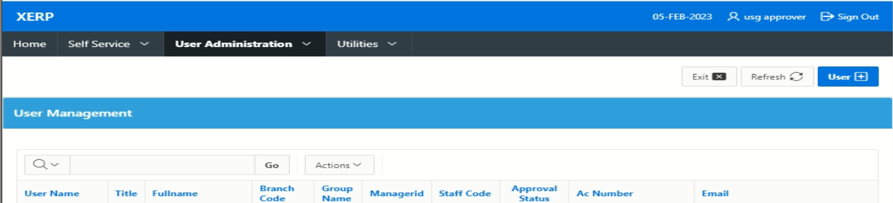 XERP
05-FEB-2023 usg approver Sign Out
Home Self Service User Administration Utilities
Exit Refresh User
User Management
Go Actions
User Name Title Fullname Branch Code Group Name Managerid Staff Code Approval Status Ac Number Email